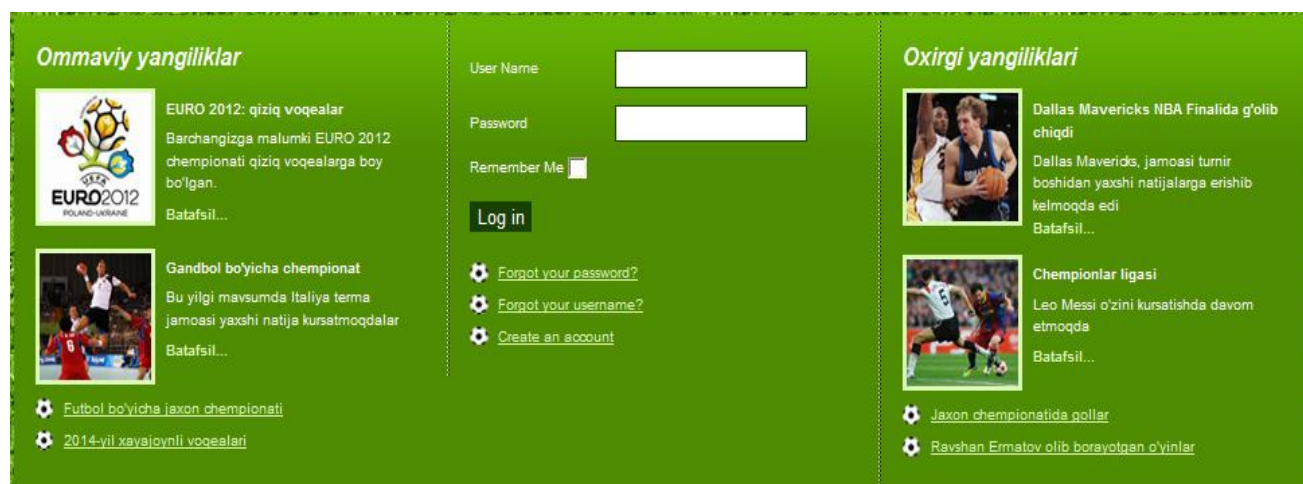 Ommaviy yangiliklar
UEFA
EURO2012
POLAND-UKRAINE
EURO 2012: qiziq voqealar
Barchangizga malumki EURO 2012
chempionati qiziq voqealarga boy
bo'lgan.
Batafsil...
6
Gandbol bo'yicha chempionat
Bu yilgi mavsumda Italiya terma
jamoasi yaxshi natija kursatmoqdalar
Batafsil...
Futbol bo'yicha jaxon chempionati
2014-yil xayajoynli voqealari
User Name
Password
Remember Me
Log in
Forgot your password?
Forgot your username?
Create an account
Oxirgi yangiliklari
Dallas Mavericks NBA Finalida g'olib
chiqdi
Dallas Mavericks, jamoasi turnir
boshidan yaxshi natijalarga erishib
kelmoqda edi
Batafsil...
5
Chempionlar ligasi
Leo Messi o'zini kursatishda davom
etmoqda
Batafsil...
Jaxon chempionatida gollar
Ravshan Ermatov olib borayotgan o'yinlar